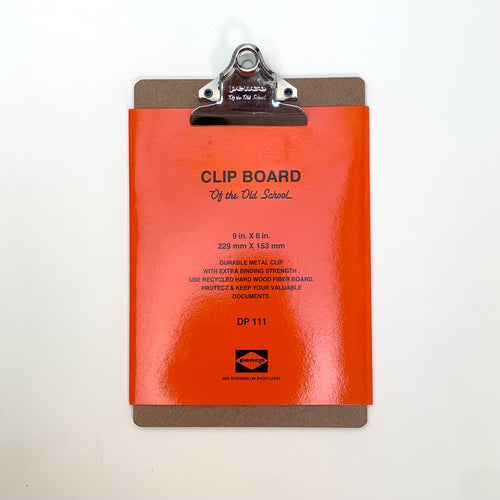 penco
Of the Old School
CLIP BOARD
Of the Old School
9 in. X 6 in.
229 mm X 153 mm
DURABLE METAL CLIP
WITH EXTRA BINDING STRENGTH .
USE RECYCLED HARD WOOD FIBER BOARD.
PROTECT & KEEP YOUR VALUABLE
DOCUMENTS.
DP 111
penco
SEE WARNING ON BACK LABEL.